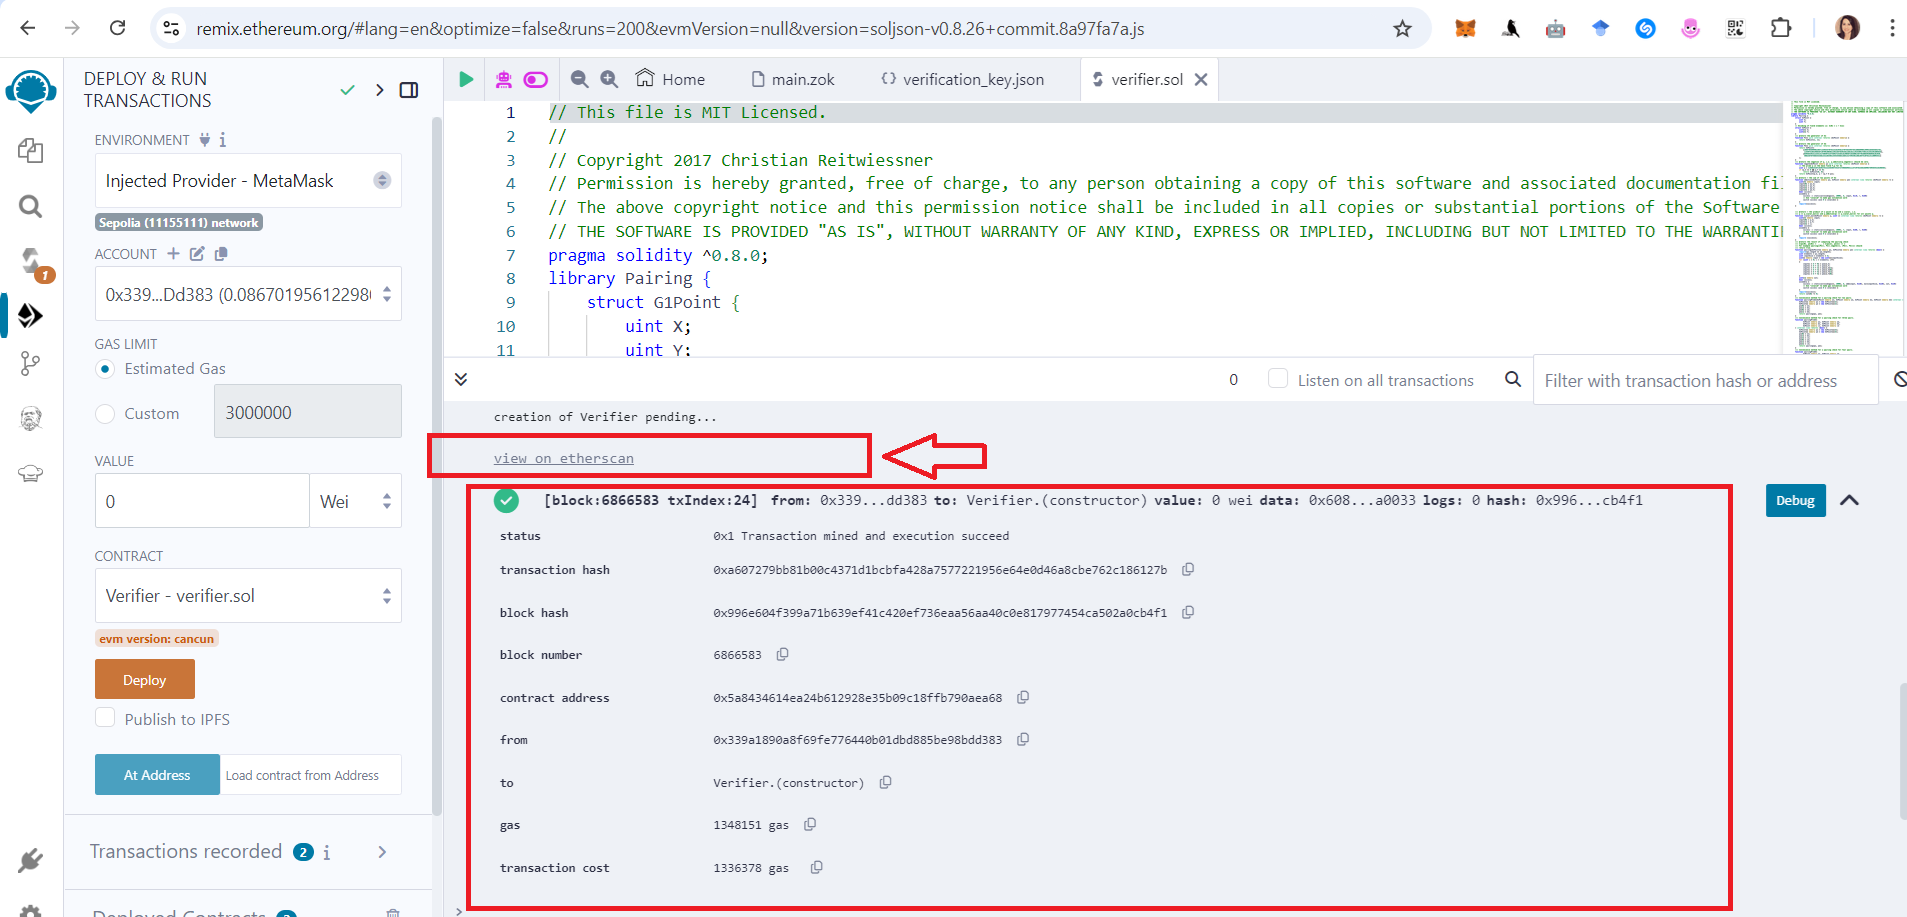 remix.ethereum.org/#lang=en&optimize=false&runs=200&evmVersion=null&version=soljson-v0.8.26+commit.8a97fa7a.js
DEPLOY & RUN
TRANSACTIONS
ENVIRONMENT
Injected Provider - MetaMask
Sepolia (11155111) network
ACCOUNT
1
0x339...Dd383 (0.086701956122980
GAS LIMIT
Estimated Gas
Custom
3000000
VALUE
0
Wei
CONTRACT
Verifier - verifier.sol
evm version: cancun
Deploy
Publish to IPFS
At Address
Load contract from Address
Transactions recorded 2
Deployed Contracts
Home
main.zok
verification_key.json
verifier.sol
1 // This file is MIT Licensed.
2 //
3 // Copyright 2017 Christian Reitwiessner
4 // Permission is hereby granted, free of charge, to any person obtaining a copy of this software and associated documentation fi
5 // The above copyright notice and this permission notice shall be included in all copies or substantial portions of the Software
6 // THE SOFTWARE IS PROVIDED "AS IS", WITHOUT WARRANTY OF ANY KIND, EXPRESS OR IMPLIED, INCLUDING BUT NOT LIMITED TO THE WARRANTI
7 pragma solidity ^0.8.0;
8 library Pairing {
9 struct G1Point {
10 uint X;
11 uint Y;
0
Listen on all transactions
Filter with transaction hash or address
creation of Verifier pending...
view on etherscan
[block:6866583 txIndex:24] from: 0x339...dd383 to: Verifier.(constructor) value: 0 wei data: 0x608...a0033 logs: 0 hash: 0x996...cb4f1
Debug
status 0x1 Transaction mined and execution succeed
transaction hash 0xa607279bb81b00c4371d1bcbfa428a7577221956e64e0d46a8cbe762c186127b
block hash 0x996e604f399a71b639ef41c420ef736eaa56aa40c0e817977454ca502a0cb4f1
block number 6866583
contract address 0x5a8434614ea24b612928e35b09c18ffb790aea68
from 0x339a1890a8f69fe776440b01dbd885be98bdd383
to Verifier.(constructor)
gas 1348151 gas
transaction cost 1336378 gas